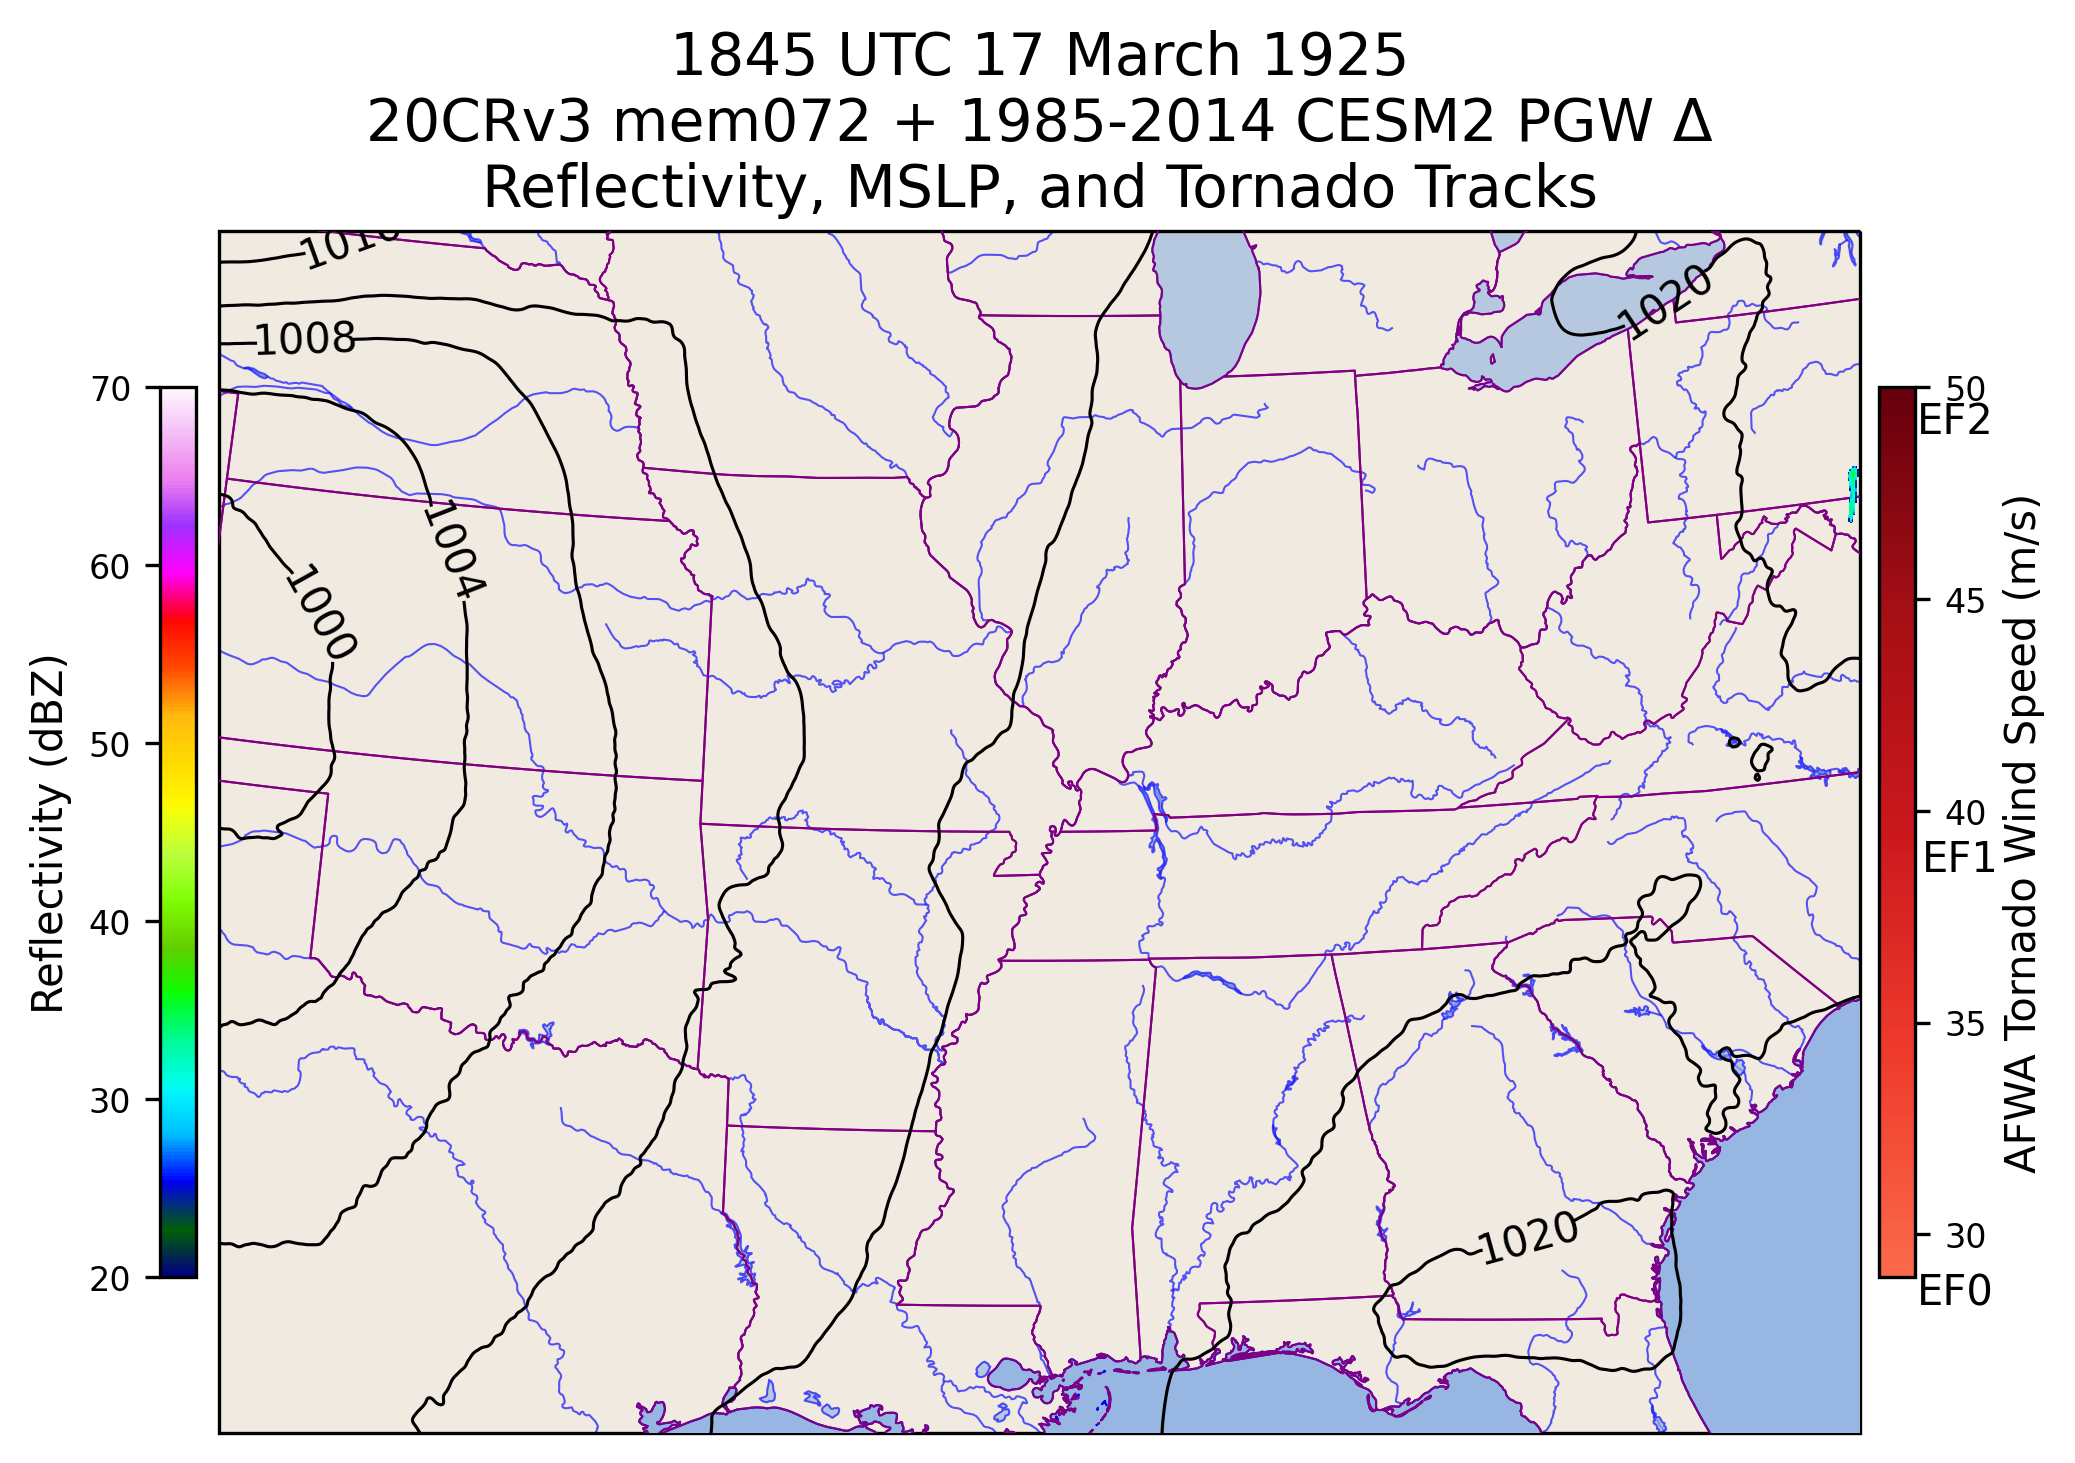 1845 UTC 17 March 1925
20CRv3 mem072 + 1985-2014 CESM2 PGW Δ
Reflectivity, MSLP, and Tornado Tracks
1008
1004
1000
1020
1020
70
60
50
40
30
20
Reflectivity (dBZ)
50
EF2
45
40
EF1
35
30
EF0
AFWA Tornado Wind Speed (m/s)